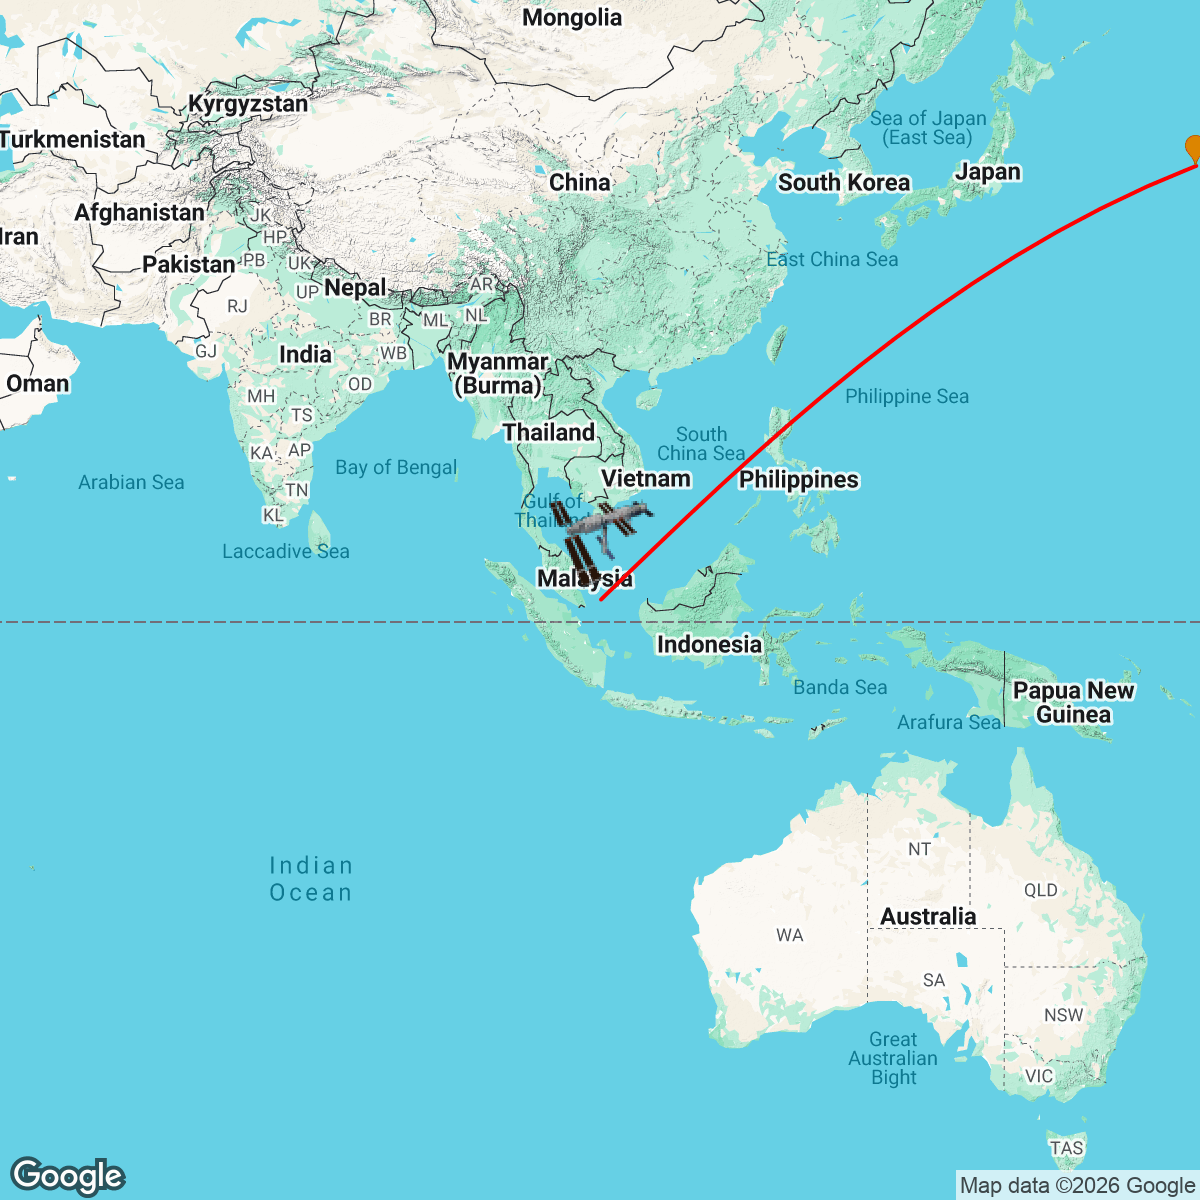 Mongolia
Kyrgyzstan
Sea of Japan
(East Sea)
Turkmenistan
Japan
China
South Korea
Afghanistan
JK
Iran
HP
PB
UK
Pakistan
East China Sea
Nepal
AR
UP
RJ
NL
BR
ML
GJ
India
WB
Myanmar
(Burma)
Oman
OD
MH
Philippine Sea
TS
Thailand
South
China Sea
KA
AP
Bay of Bengal
Arabian Sea
Vietnam
Philippines
TN
KL
Gulf of
Thailand
Laccadive Sea
Malaysia
Indonesia
Banda Sea
Papua New
Guinea
Arafura Sea
NT
Indian
Ocean
QLD
Australia
WA
SA
NSW
Great
Australian
Bight
VIC
TAS
Google
Map data ©2026 Google